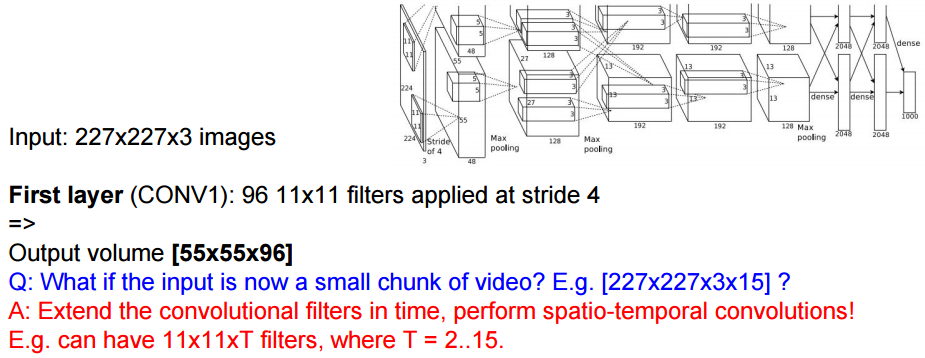 11
11
5
5
48
55
3
3
128
27
3
3
192
192
128
2048
2048
dense
224
5
5
3
3
13
13
13
3
3
3
3
27
13
13
13
dense
dense
1000
11
11
55
224
Stride
of 4
3
48
Max
pooling
128
Max
pooling
192
192
128
Max
pooling
2048
2048
Input: 227x227x3 images
First layer (CONV1): 96 11x11 filters applied at stride 4
=>
Output volume [55x55x96]
Q: What if the input is now a small chunk of video? E.g. [227x227x3x15] ?
A: Extend the convolutional filters in time, perform spatio-temporal convolutions!
E.g. can have 11x11xT filters, where T = 2..15.